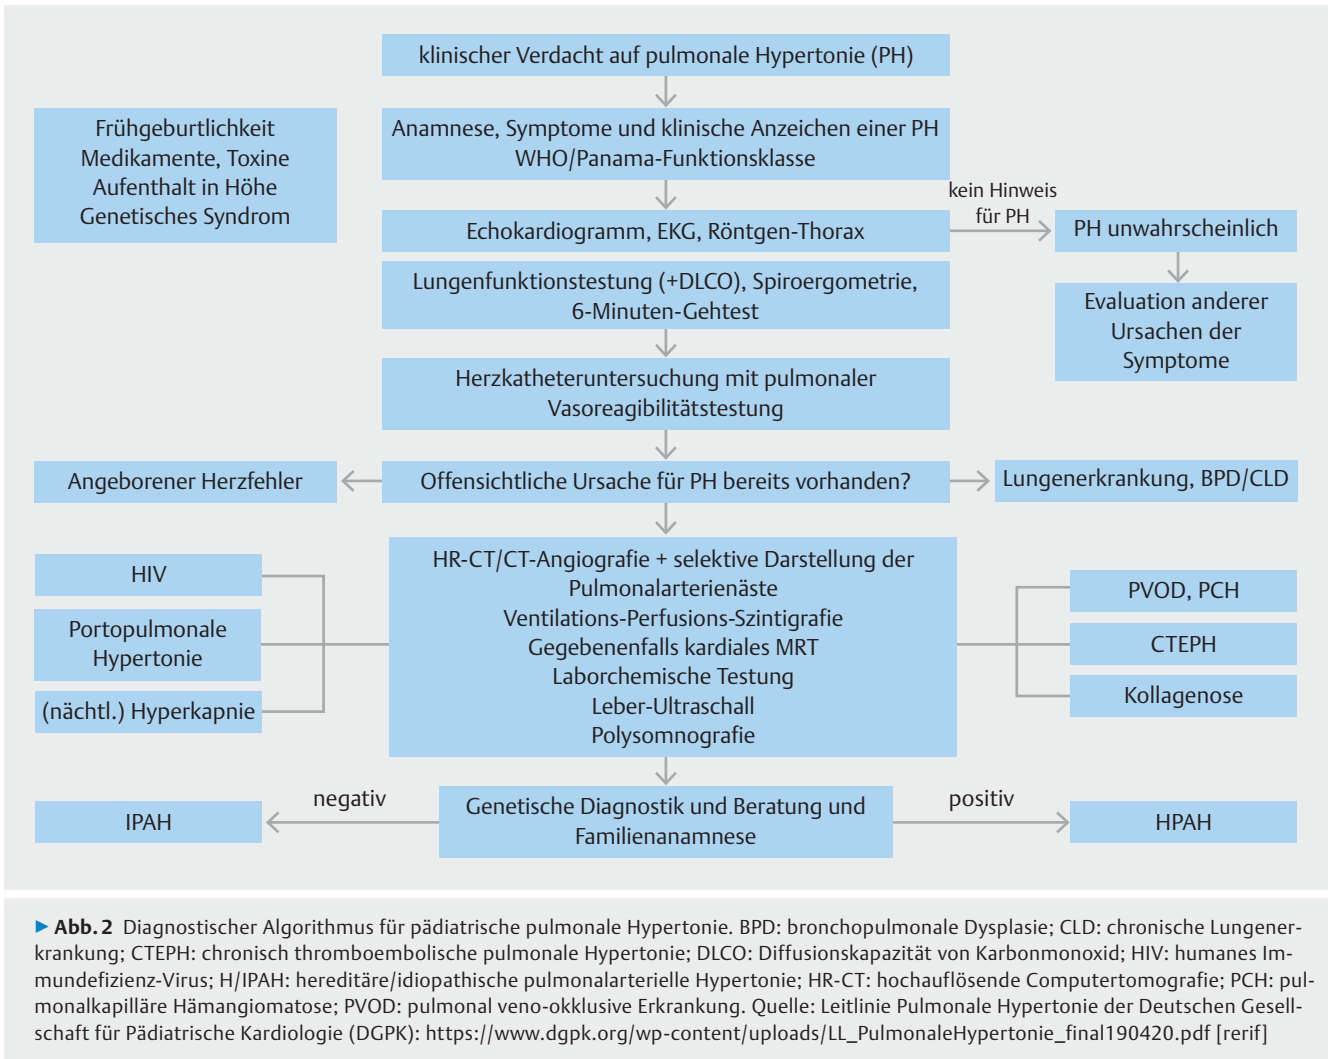 klinischer Verdacht auf pulmonale Hypertonie (PH)
Frühgeburtlichkeit
Medikamente, Toxine
Aufenthalt in Höhe
Genetisches Syndrom
Anamnese, Symptome und klinische Anzeichen einer PH
WHO/Panama-Funktionsklasse
Echokardiogramm, EKG, Röntgen-Thorax
kein Hinweis
für PH
PH unwahrscheinlich
Evaluation anderer
Ursachen der
Symptome
Lungenfunktionstestung (+DLCO), Spiroergometrie,
6-Minuten-Gehtest
Herzkatheteruntersuchung mit pulmonaler
Vasoreagibilitätstestung
Angeborener Herzfehler
Offensichtliche Ursache für PH bereits vorhanden?
Lungenerkrankung, BPD/CLD
HIV
Portopulmonale
Hypertonie
(nächtl.) Hyperkapnie
HR-CT/CT-Angiografie + selektive Darstellung der
Pulmonalarterienäste
Ventilations-Perfusions-Szintigrafie
Gegebenenfalls kardiales MRT
Laborchemische Testung
Leber-Ultraschall
Polysomnografie
PVOD, PCH
CTEPH
Kollagenose
IPAH
negativ
Genetische Diagnostik und Beratung und
Familienanamnese
positiv
HPAH
▶ Abb. 2 Diagnostischer Algorithmus für pädiatrische pulmonale Hypertonie. BPD: bronchopulmonale Dysplasie; CLD: chronische Lungener-
krankung; CTEPH: chronisch thromboembolische pulmonale Hypertonie; DLCO: Diffusionskapazität von Karbonmonoxid; HIV: humanes Im-
mundefizienz-Virus; H/IPAH: hereditäre/idiopathische pulmonalarterielle Hypertonie; HR-CT: hochauflösende Computertomografie; PCH: pul-
monalkapilläre Hämangiomatose; PVOD: pulmonal veno-okklusive Erkrankung. Quelle: Leitlinie Pulmonale Hypertonie der Deutschen Gesell-
schaft für Pädiatrische Kardiologie (DGPK): https://www.dgpk.org/wp-content/uploads/LL_PulmonaleHypertonie_final190420.pdf [rerif]